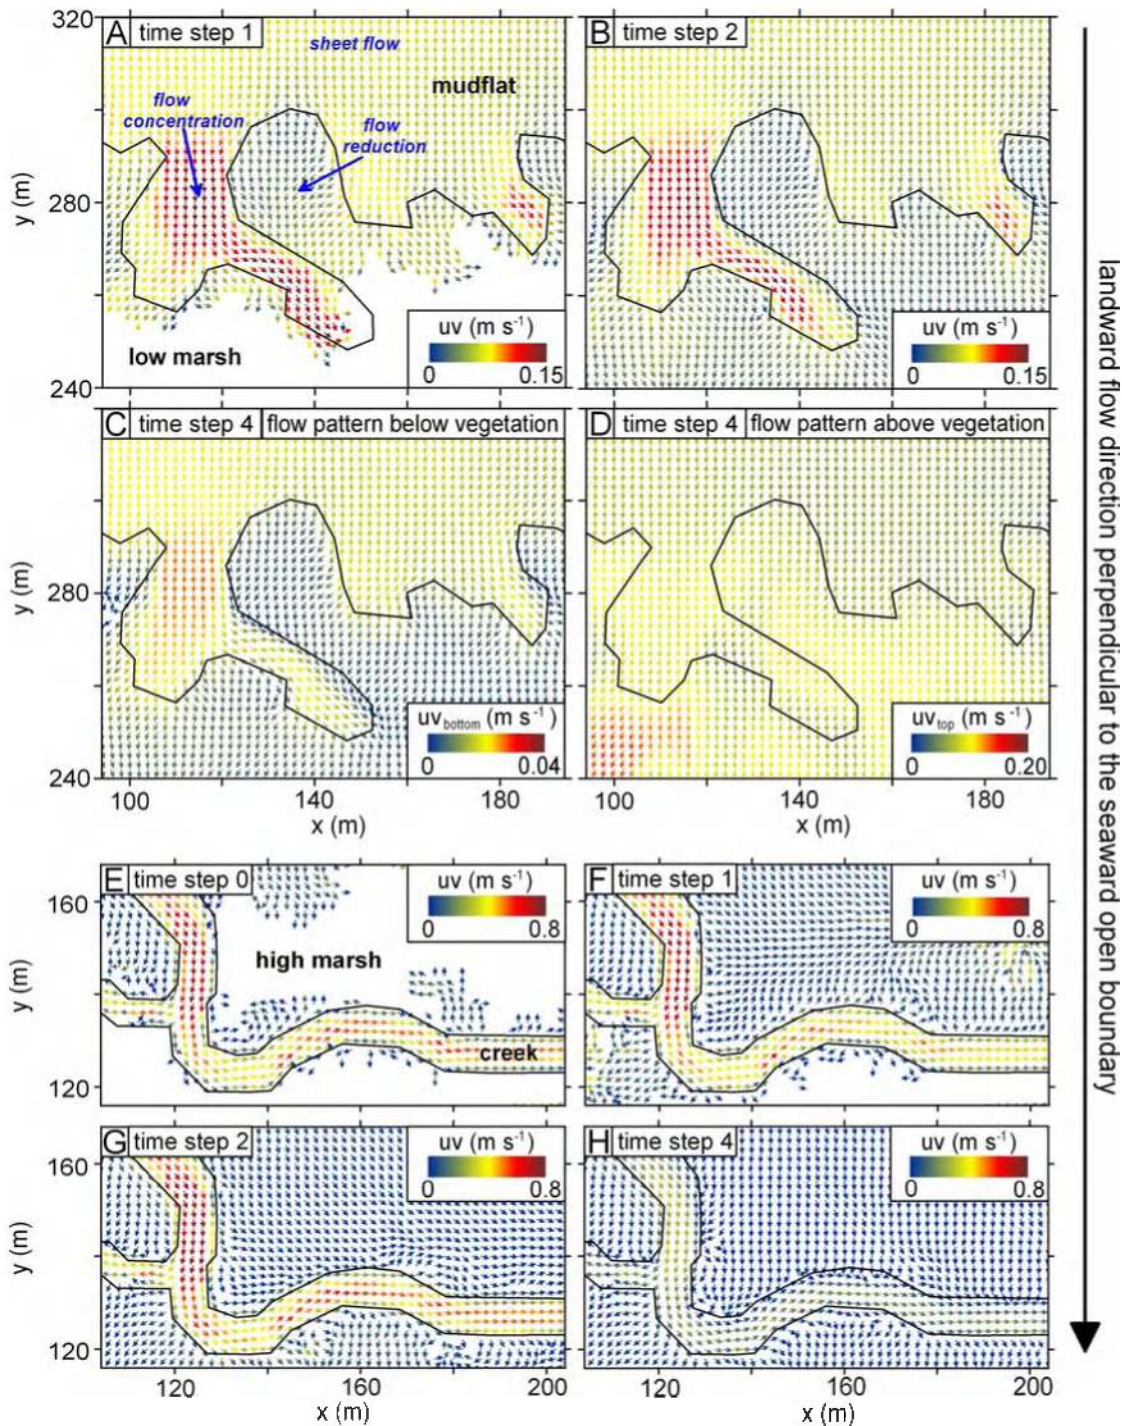 320
A time step 1
sheet flow
mudflat
flow
concentration
flow
reduction
y (m)
280
low marsh
uv (m s-1)
0 0.15
240
B time step 2
uv (m s-1)
0 0.15
C time step 4 flow pattern below vegetation
y (m)
280
uvbottom (m s-1)
0 0.04
240
100 140 180
x (m)
D time step 4 flow pattern above vegetation
uvtop (m s-1)
0 0.20
100 140 180
x (m)
E time step 0
uv (m s-1)
0 0.8
160
high marsh
y (m)
creek
120
F time step 1
uv (m s-1)
0 0.8
G time step 2
uv (m s-1)
0 0.8
160
y (m)
120
120 160 200
x (m)
H time step 4
uv (m s-1)
0 0.8
120 160 200
x (m)
landward flow direction perpendicular to the seaward open boundary